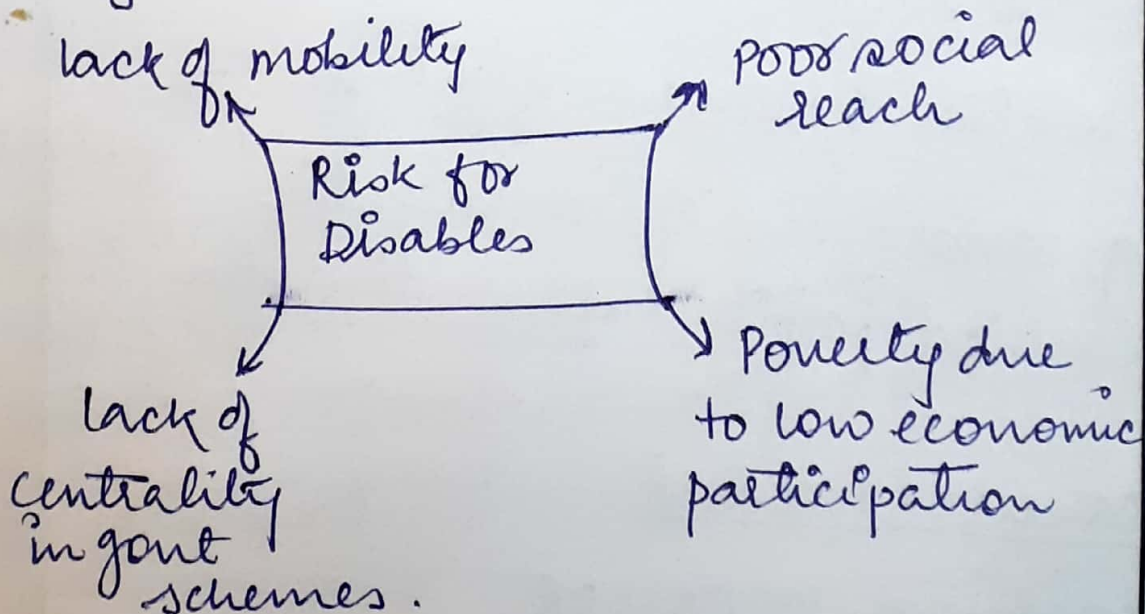 lack of mobility
Poor social
reach
Risk for
Disables
lack of
centrality
in govt
schemes.
Poverty due
to low economic
participation